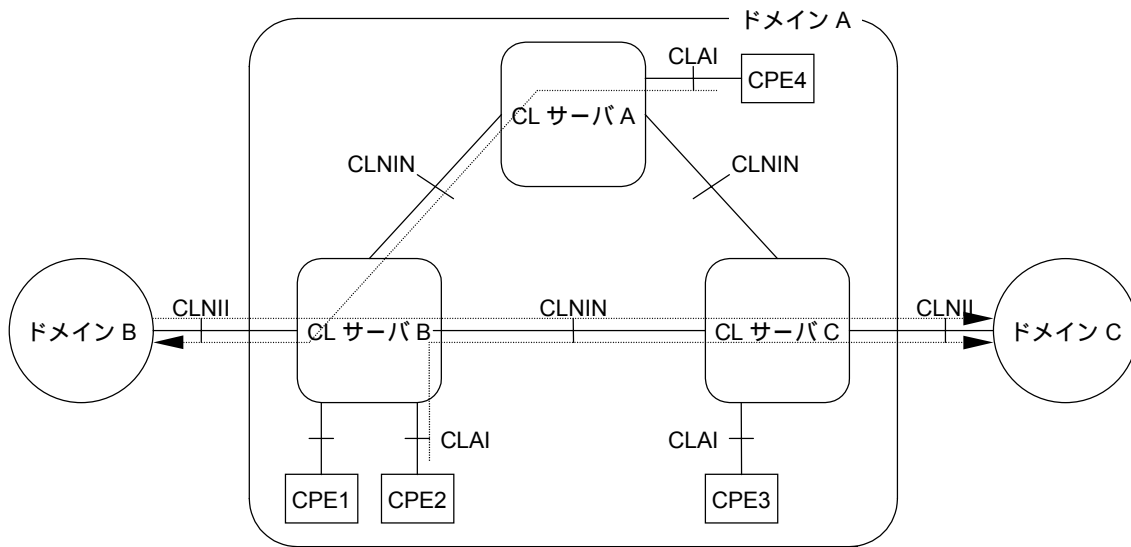 ドメイン A
CLAI
CPE4
CL サーバ A
CLNIN
CLNIN
CLNII
CLNIN
CLNII
ドメイン B
CL サーバ B
CL サーバ C
ドメイン C
CLAI
CLAI
CPE1
CPE2
CPE3